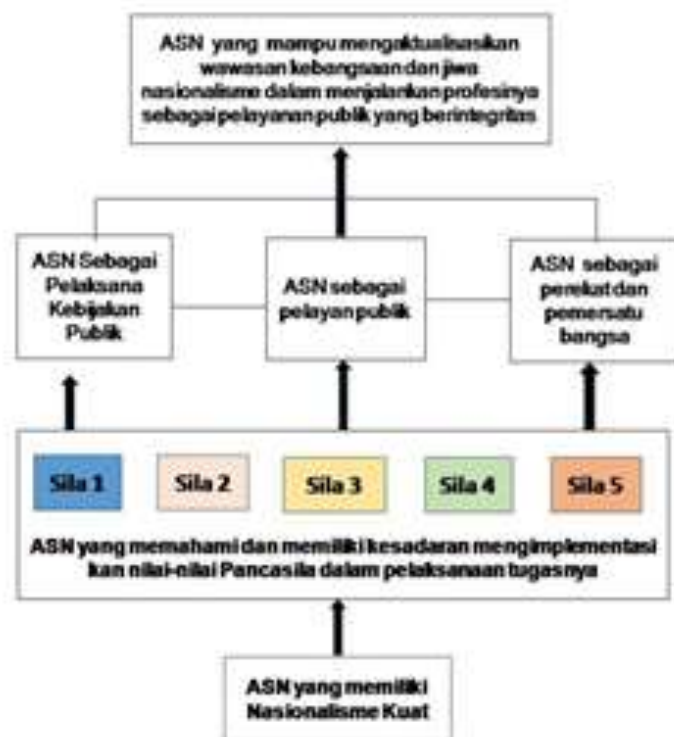 ASN yang mampu mengaktualisasikan
wawasan kebangsaan dan jiwa
nasionalisme dalam menjalankan profesinya
sebagai pelayanan publik yang berintegritas
ASN Sebagai
Pelaksana
Kebijakan
Publik
ASN sebagai
pelayan publik
ASN sebagai
perekat dan
pemersatu
bangsa
Sila 1
Sila 2
Sila 3
Sila 4
Sila 5
ASN yang memahami dan memiliki kesadaran mengimplementasi
kan nilai-nilai Pancasila dalam pelaksanaan tugasnya
ASN yang memiliki
Nasionalisme Kuat